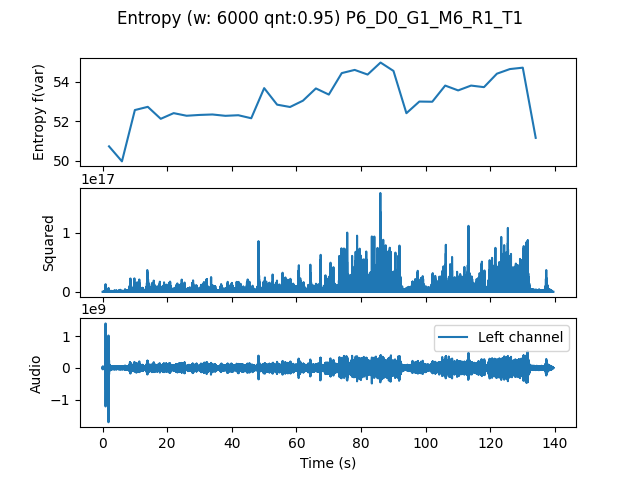 Entropy (w: 6000 qnt:0.95) P6_D0_G1_M6_R1_T1
Entropy f(var)
54
52
50
1e17
Squared
1
0
1e9
Audio
1
0
−1
Left channel
0 20 40 60 80 100 120 140
Time (s)